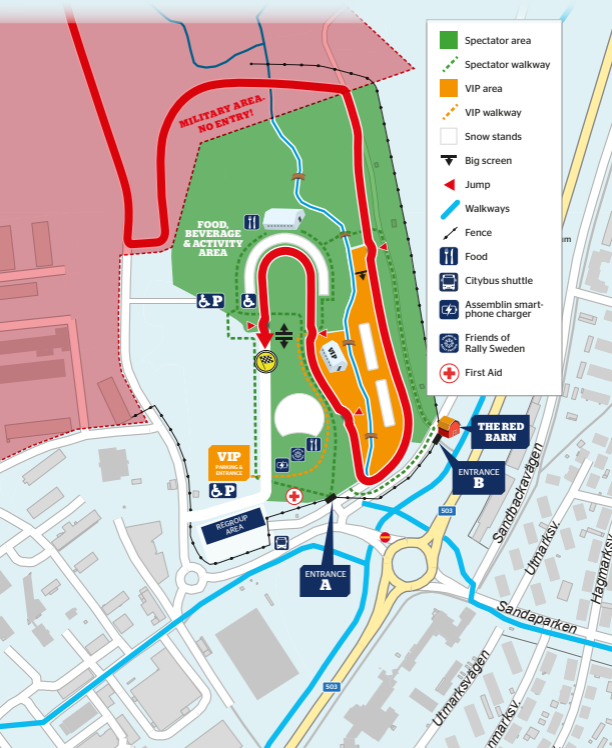 MILITARY AREA.
NO ENTRY!
FOOD,
BEVERAGE
& ACTIVITY
AREA
P
VIP
VIP
PARKING &
ENTRANCE
P
REGROUP
AREA
ENTRANCE
A
ENTRANCE
B
THE RED
BARN
503
503
Sandbackavägen
Utmarksv.
Hagmarksv.
Sandaparken
Utmarksvägen
nmarksv.
um
Spectator area
Spectator walkway
VIP area
VIP walkway
Snow stands
Big screen
Jump
Walkways
Fence
Food
Citybus shuttle
Assemblin smart-
phone charger
Friends of
Rally Sweden
First Aid